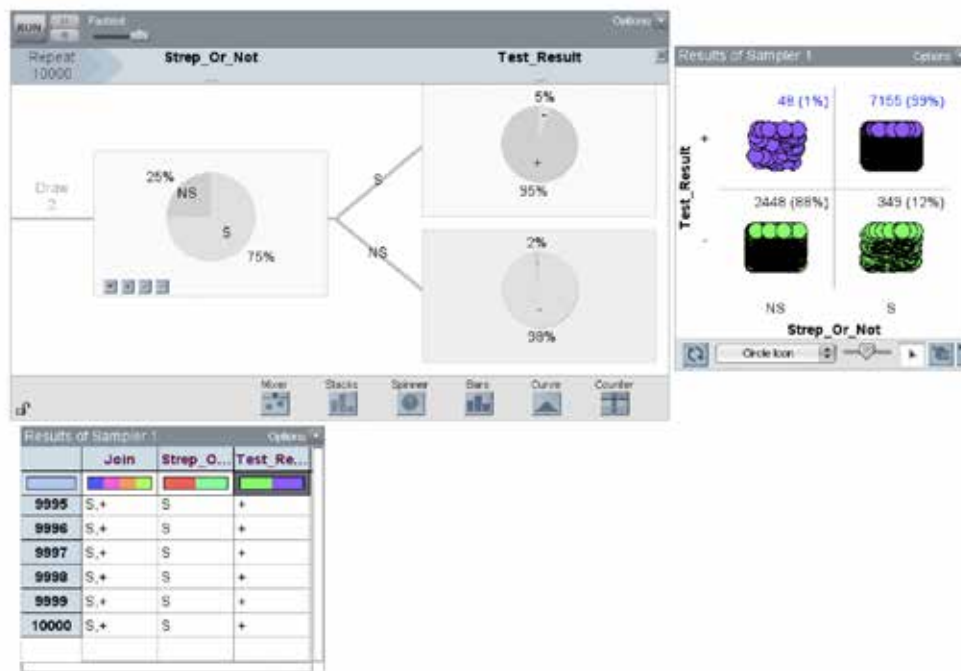 RUN
Fastest
Options
Repeat
10000
Strep_Or_Not
Test_Result
...
...
Draw
2
25%
NS
S
75%
S
NS
5%
-
+
95%
2%
-
98%
Mixer
Stacks
Spinner
Bars
Curve
Counter
Results of Sampler 1
Options
48 (1%)
7155 (99%)
2448 (88%)
349 (12%)
Test_Result
+
-
NS
S
Strep_Or_Not
Circle Icon
Results of Sampler 1
Options
Join Strep_O... Test_Re...
9995 S,+ S +
9996 S,+ S +
9997 S,+ S +
9998 S,+ S +
9999 S,+ S +
10000 S,+ S +